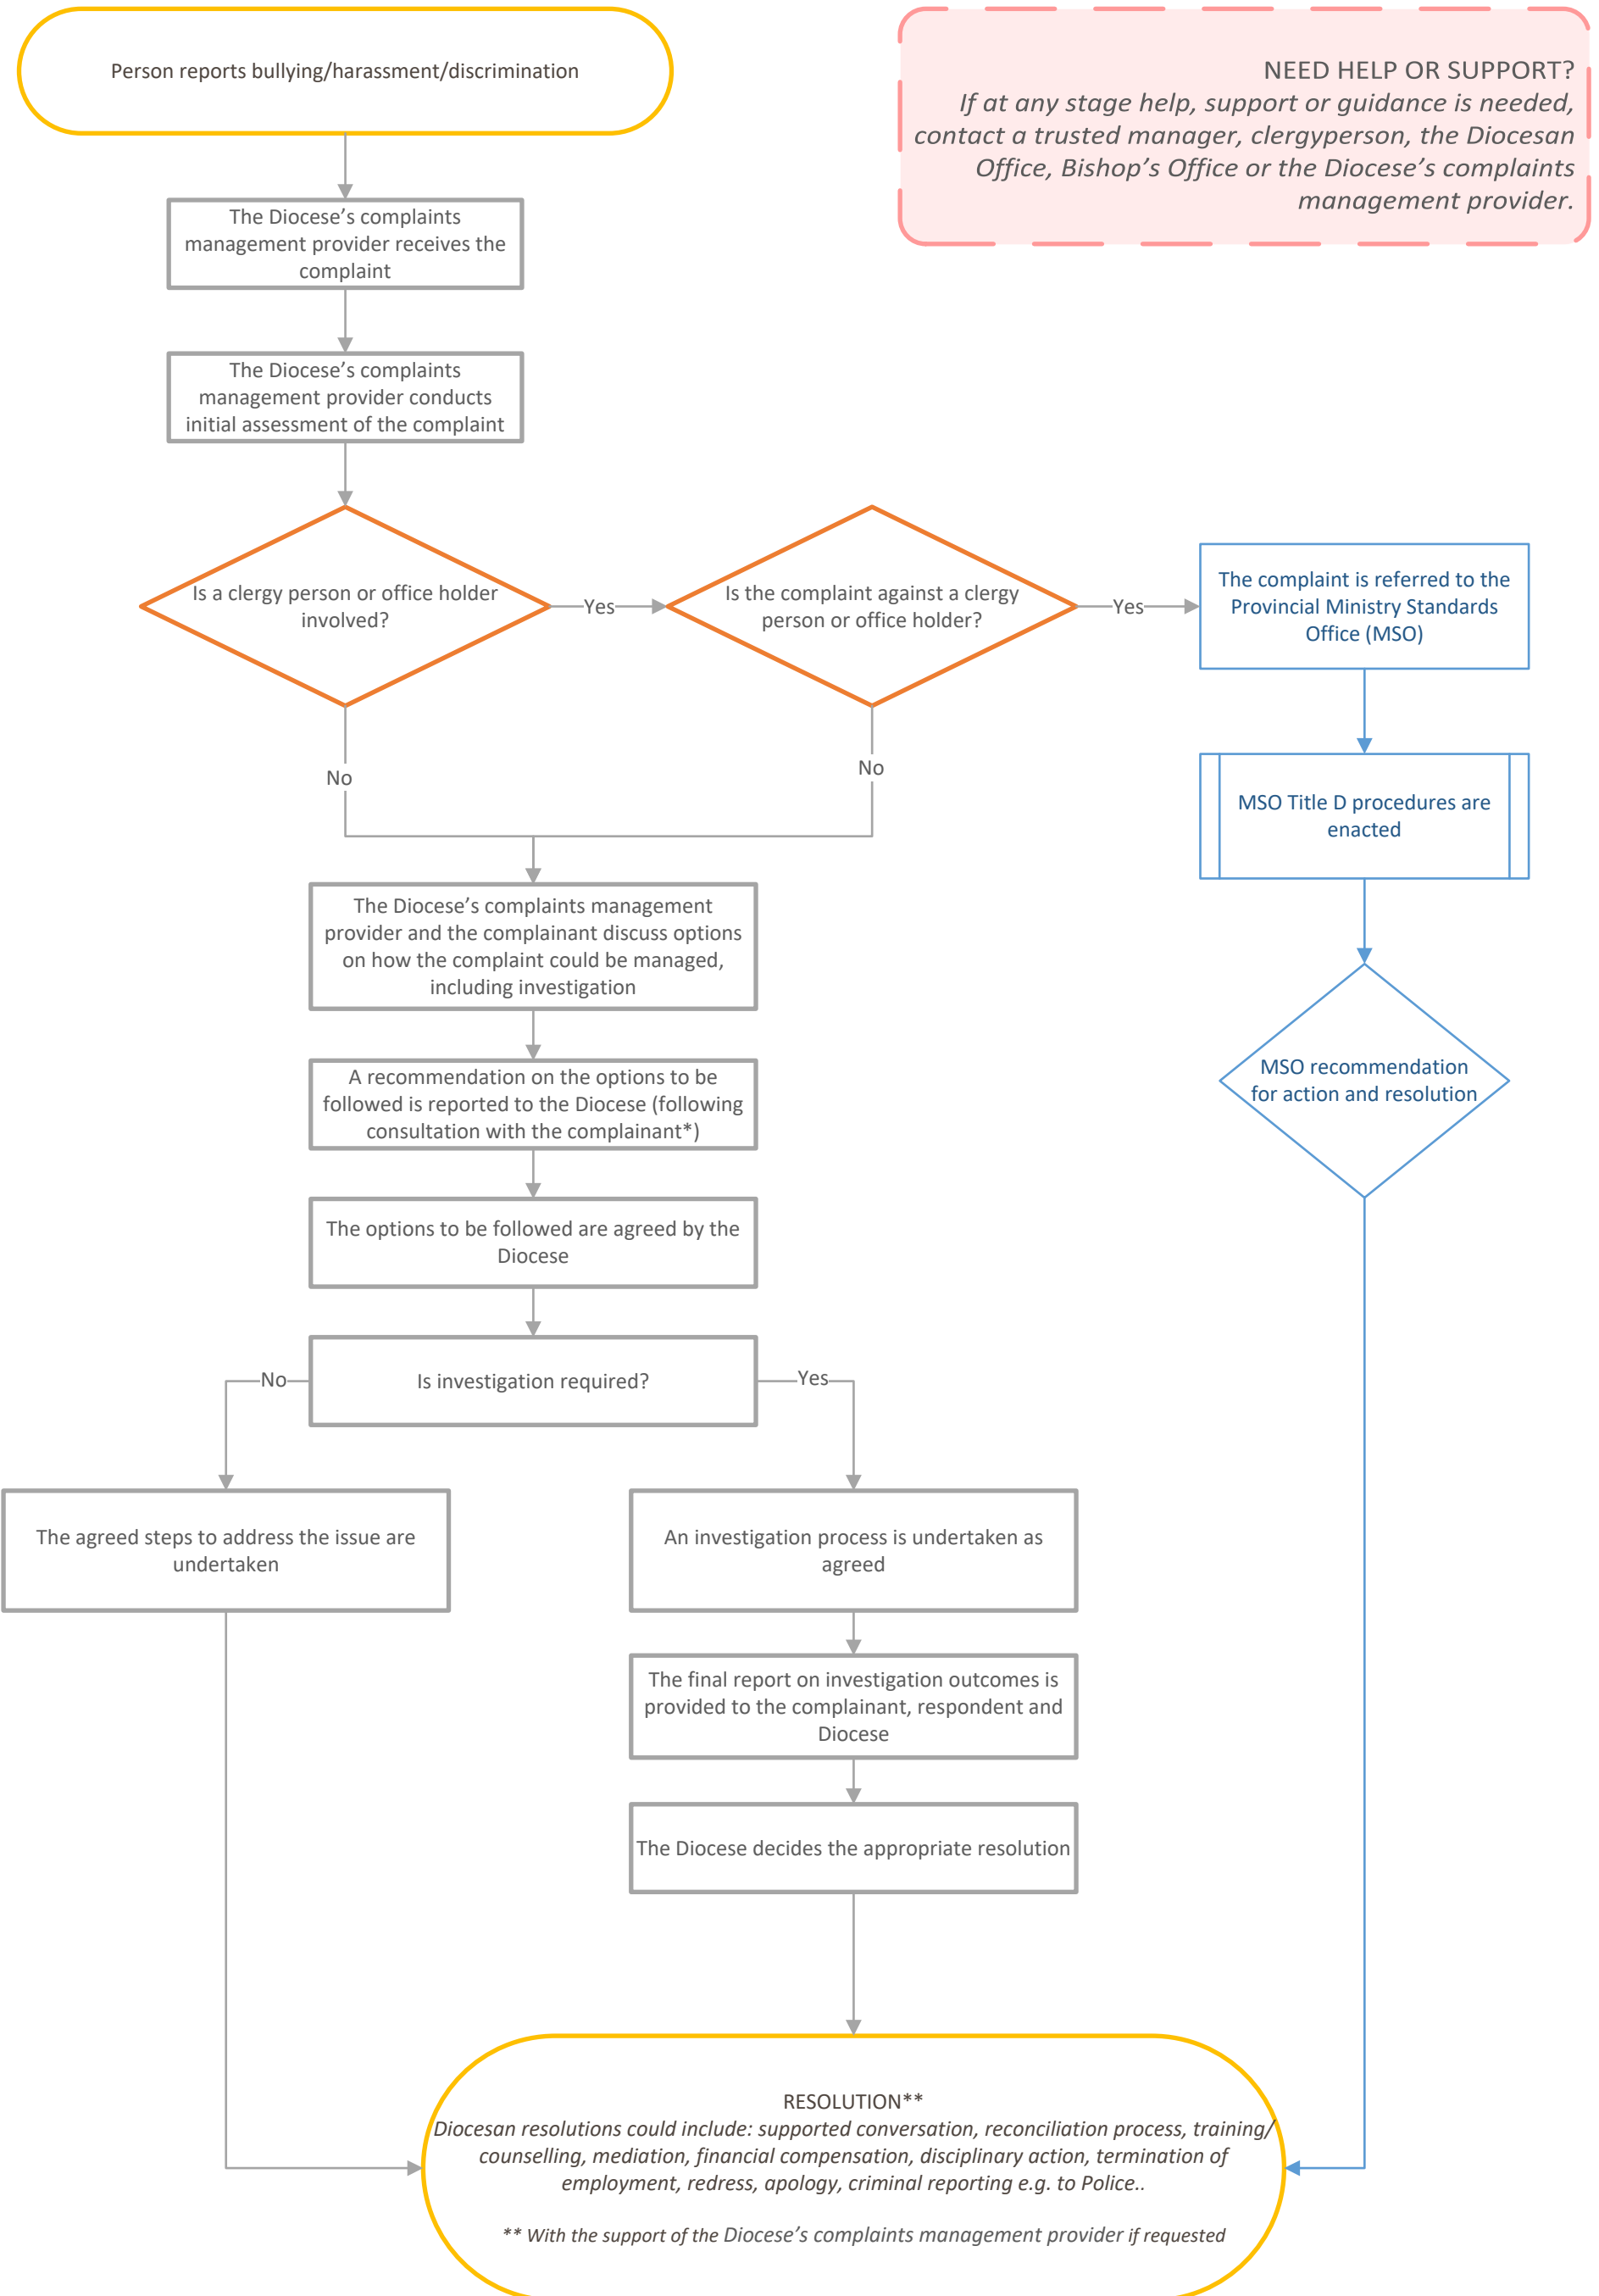 Person reports bullying/harassment/discrimination
NEED HELP OR SUPPORT?
If at any stage help, support or guidance is needed,
contact a trusted manager, clergyperson, the Diocesan
Office, Bishop’s Office or the Diocese’s complaints
management provider.
The Diocese’s complaints
management provider receives the
complaint
The Diocese’s complaints
management provider conducts
initial assessment of the complaint
Is a clergy person or office holder
involved?
Yes
Is the complaint against a clergy
person or office holder?
Yes
The complaint is referred to the
Provincial Ministry Standards
Office (MSO)
No
No
MSO Title D procedures are
enacted
The Diocese’s complaints management
provider and the complainant discuss options
on how the complaint could be managed,
including investigation
A recommendation on the options to be
followed is reported to the Diocese (following
consultation with the complainant*)
MSO recommendation
for action and resolution
The options to be followed are agreed by the
Diocese
No
Is investigation required?
Yes
The agreed steps to address the issue are
undertaken
An investigation process is undertaken as
agreed
The final report on investigation outcomes is
provided to the complainant, respondent and
Diocese
The Diocese decides the appropriate resolution
RESOLUTION**
Diocesan resolutions could include: supported conversation, reconciliation process, training/
counselling, mediation, financial compensation, disciplinary action, termination of
employment, redress, apology, criminal reporting e.g. to Police..
** With the support of the Diocese’s complaints management provider if requested